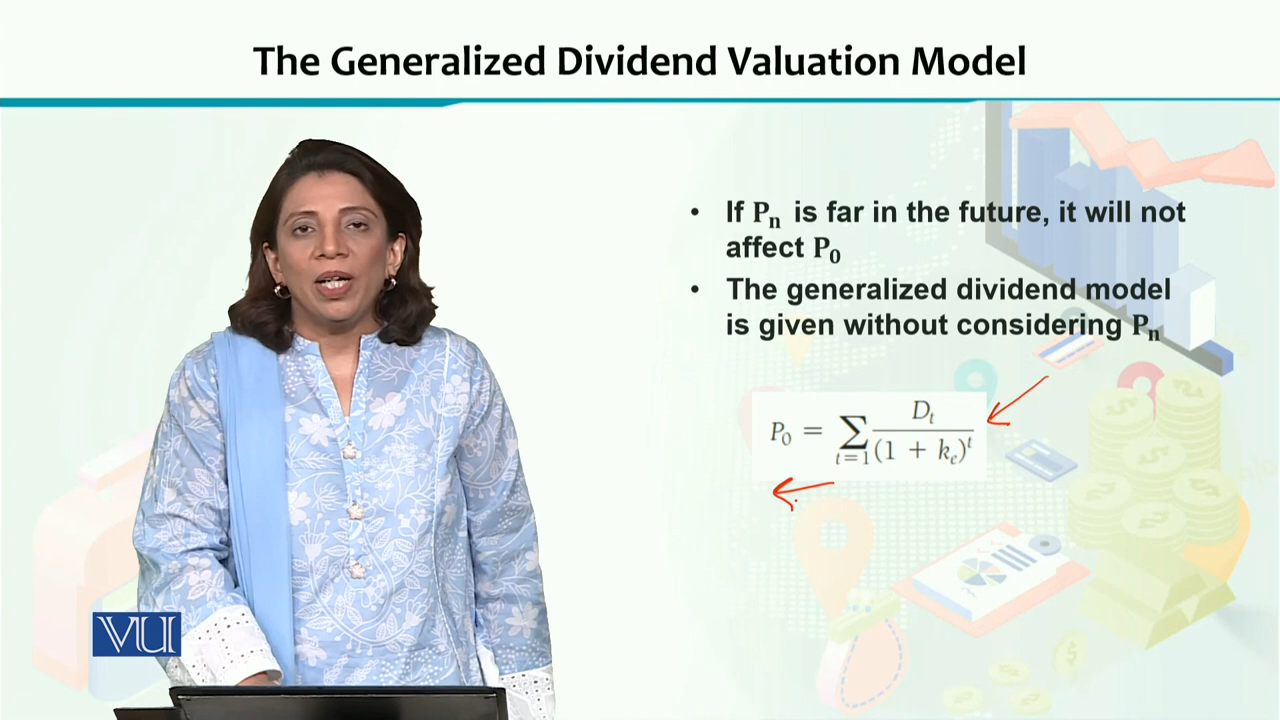 The Generalized Dividend Valuation Model
• If Pₙ is far in the future, it will not
affect P₀
• The generalized dividend model
is given without considering Pₙ
P₀ = ∑ t=1 Dₜ / (1 + kₑ)ᵗ
VU